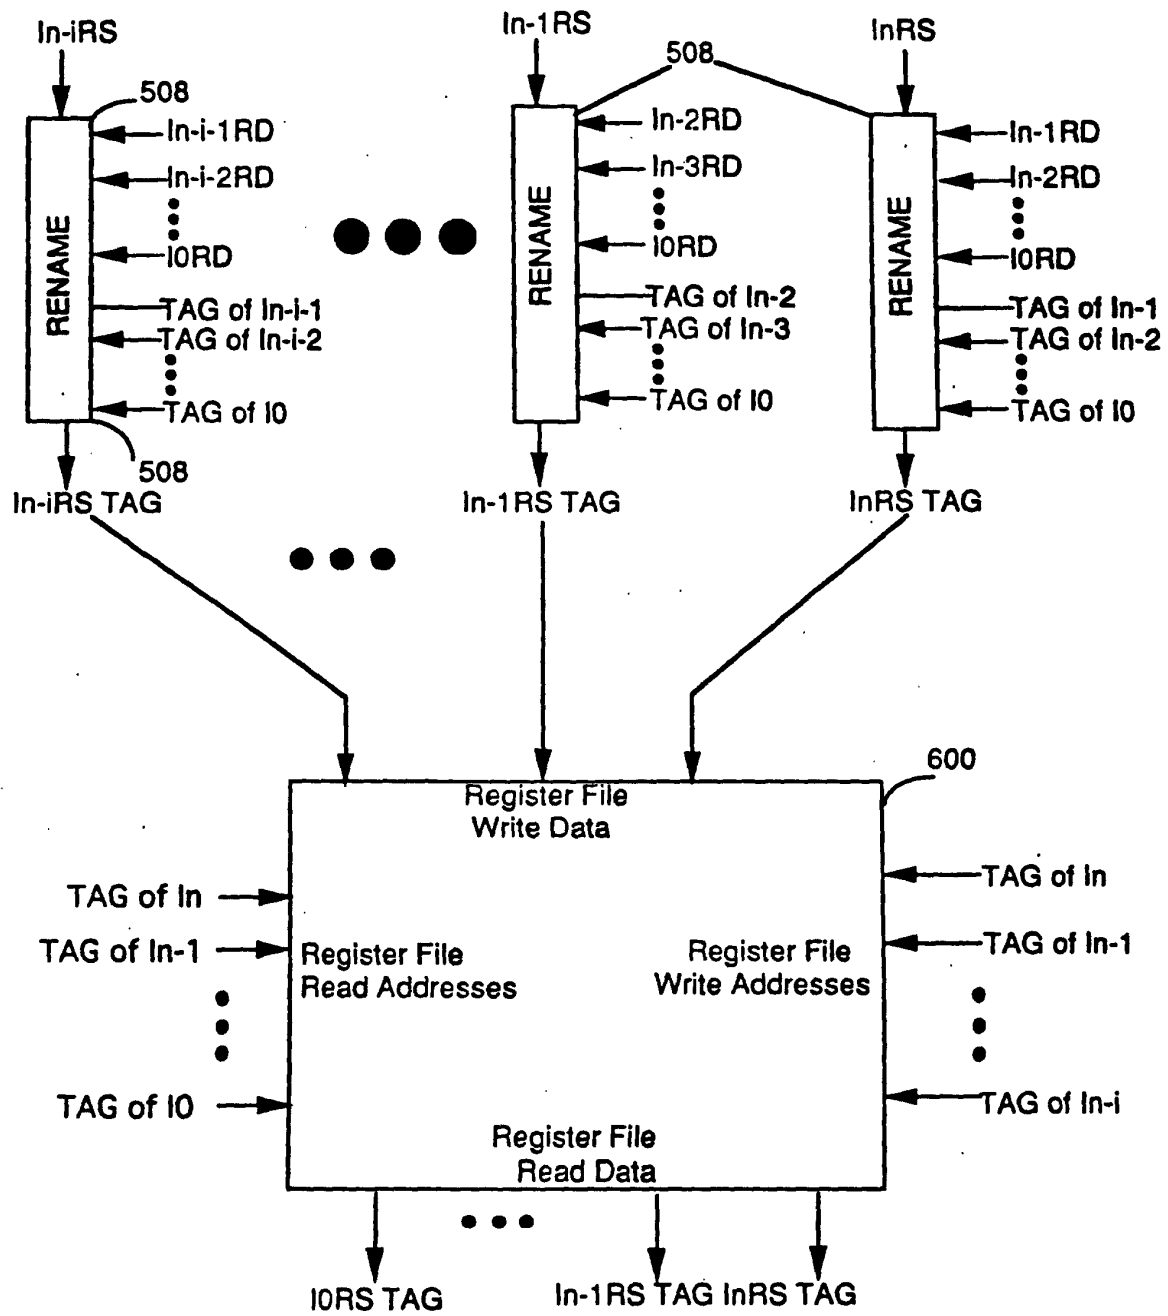 In-iRS
508
In-i-1RD
In-i-2RD
I0RD
TAG of In-i-1
TAG of In-i-2
TAG of I0
RENAME
508
In-iRS TAG
In-1RS
508
In-2RD
In-3RD
I0RD
TAG of In-2
TAG of In-3
TAG of I0
RENAME
In-1RS TAG
InRS
In-1RD
In-2RD
I0RD
TAG of In-1
TAG of In-2
TAG of I0
RENAME
InRS TAG
600
Register File
Write Data
TAG of In
TAG of In-1
TAG of I0
Register File
Read Addresses
Register File
Write Addresses
TAG of In
TAG of In-1
TAG of In-i
Register File
Read Data
I0RS TAG
In-1RS TAG
InRS TAG